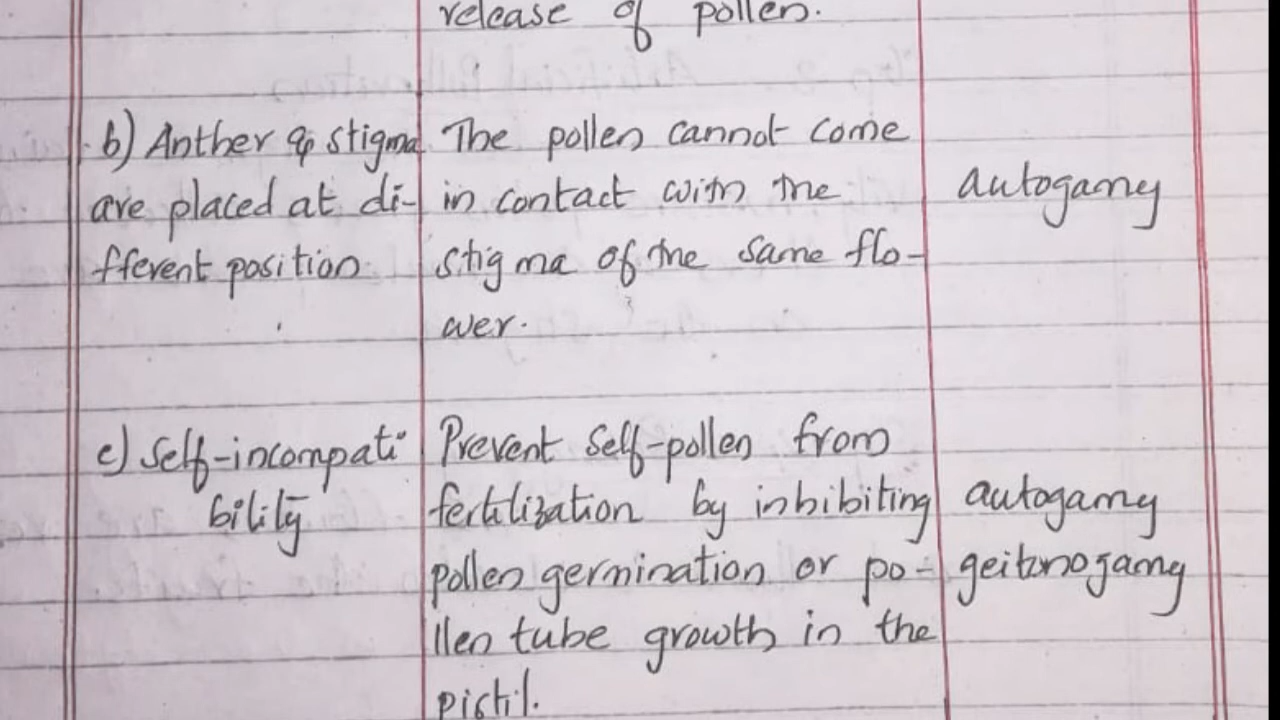 release of pollen.
b) Anther & stigma
are placed at di-
fferent position
The pollen cannot come
in contact with the
stigma of the same flo-
wer.
autogamy
c) Self-incompati-
bility
Prevent self-pollen from
fertilization by inhibiting
pollen germination or po-
llen tube growth in the
pistil.
autogamy
geitonogamy